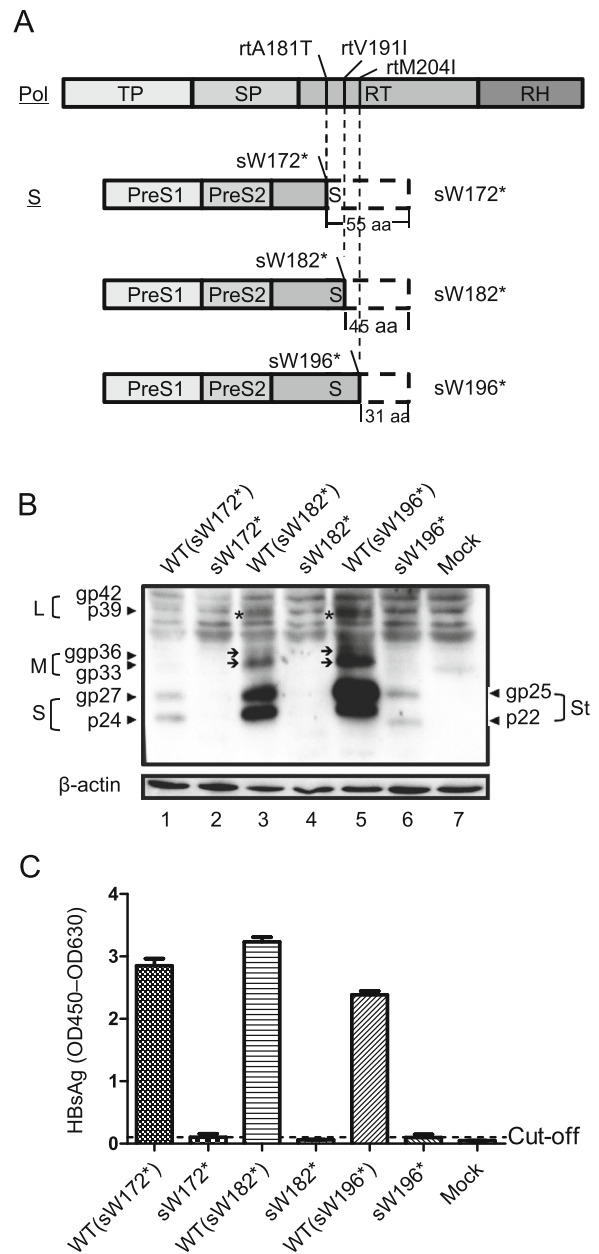 A
rtA181T
rtV191I
rtM204I
Pol
TP SP RT RH
sW172*
S
PreS1 PreS2 S
sW172*
55 aa
sW182*
PreS1 PreS2 S
sW182*
45 aa
sW196*
PreS1 PreS2 S
sW196*
31 aa
B
WT(sW172*) sW172* WT(sW182*) sW182* WT(sW196*) sW196* Mock
L
gp42
p39
* *
M
ggp36
gp33
S
gp27
p24
gp25
p22
St
β-actin
1 2 3 4 5 6 7
C
HBsAg (OD450–OD630)
4
3
2
1
0
Cut-off
WT(sW172*) sW172* WT(sW182*) sW182* WT(sW196*) sW196* Mock